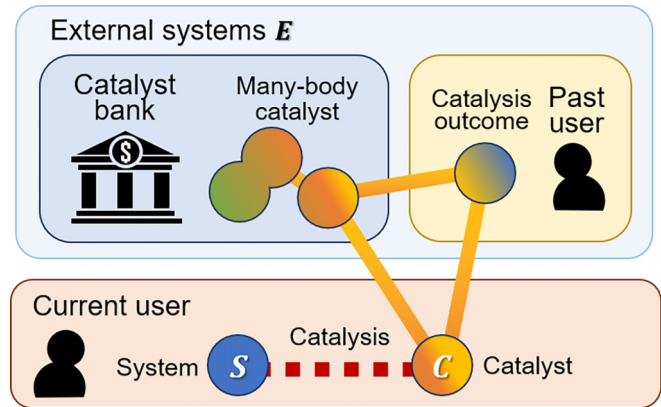 External systems E
Catalyst
bank
$
Many-body
catalyst
Catalysis
outcome
Past
user
Current user
System
S
Catalysis
C
Catalyst